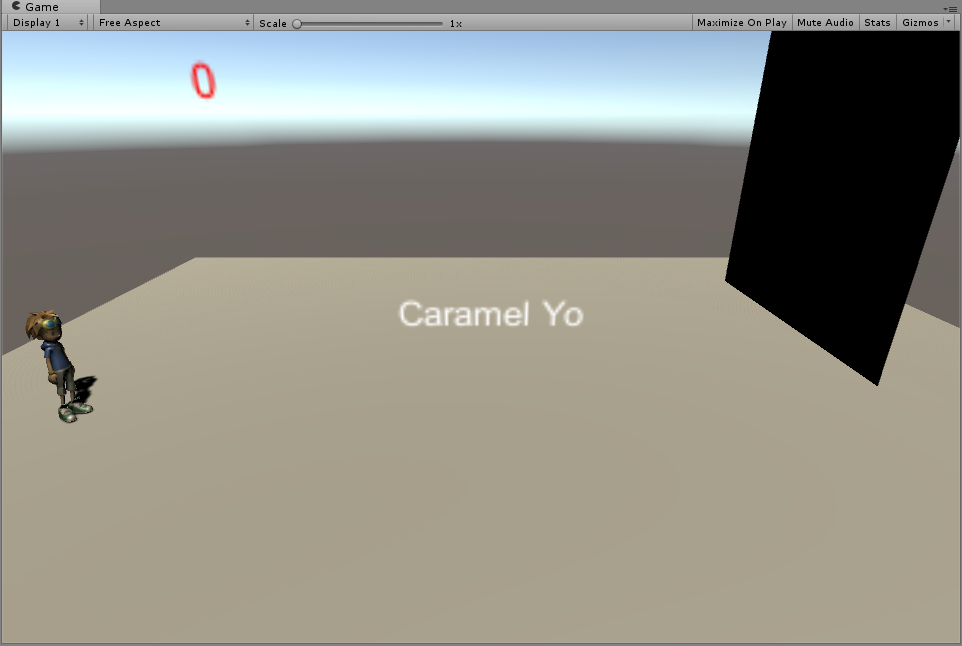 Game
Display 1 Free Aspect Scale 1x Maximize On Play Mute Audio Stats Gizmos
0
Caramel Yo